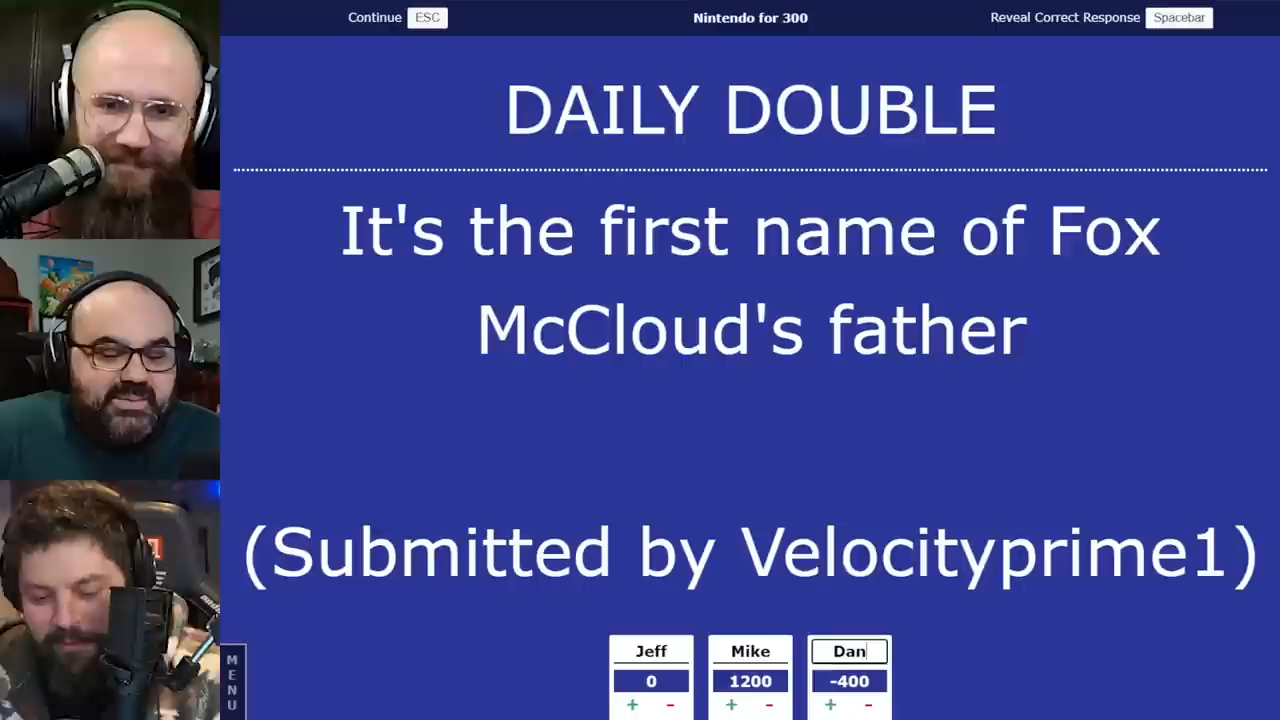 Continue ESC
Nintendo for 300
Reveal Correct Response Spacebar
DAILY DOUBLE
It's the first name of Fox
McCloud's father
(Submitted by Velocityprime1)
MENU
Jeff Mike Dan
0 1200 -400
+ - + - + -